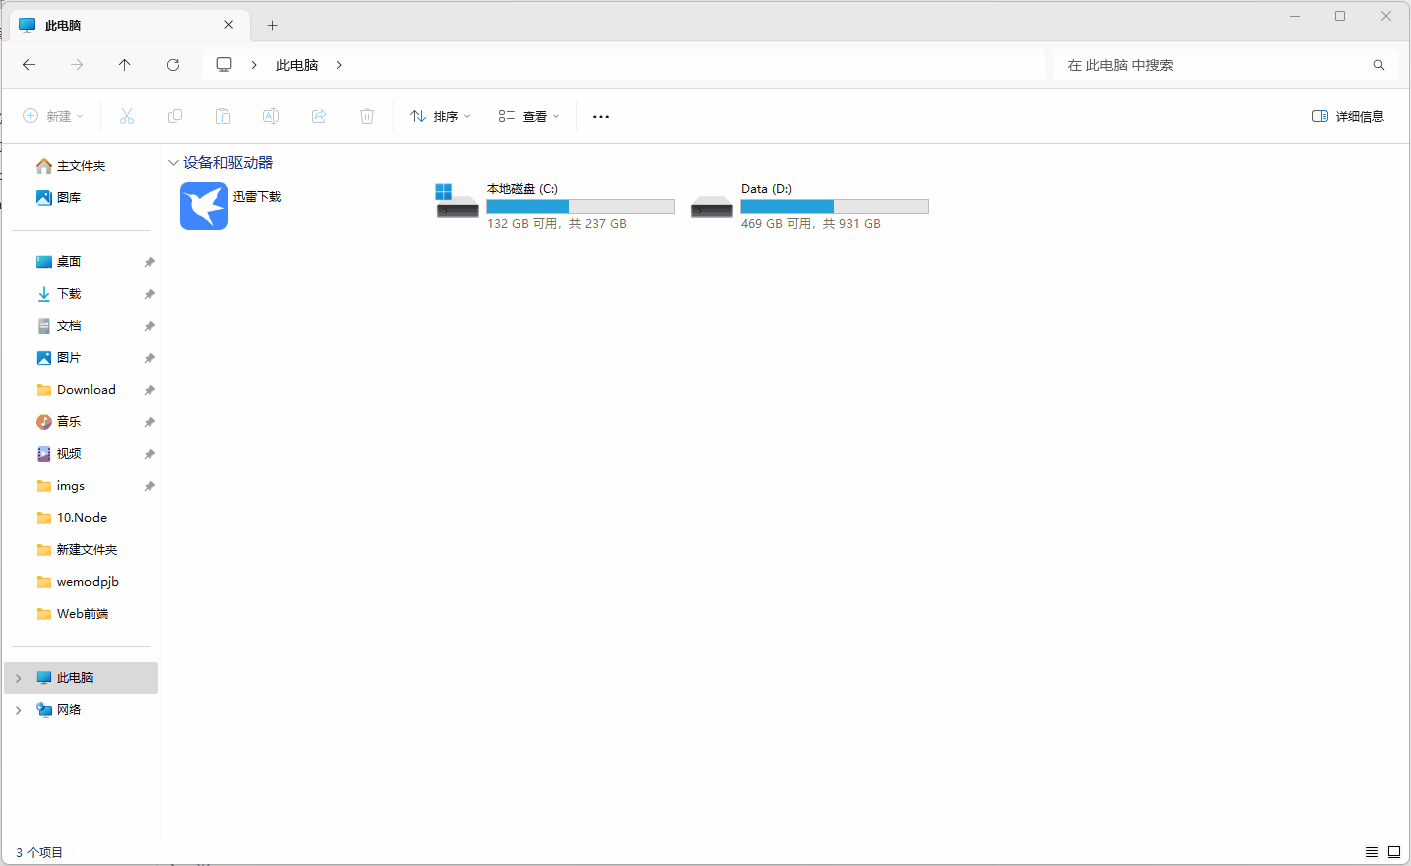 此电脑
此电脑
在 此电脑 中搜索
新建
排序
查看
详细信息
主文件夹
图库
桌面
下载
文档
图片
Download
音乐
视频
imgs
10.Node
新建文件夹
wemodpjb
Web前端
此电脑
网络
设备和驱动器
迅雷下载
本地磁盘 (C:)
132 GB 可用，共 237 GB
Data (D:)
469 GB 可用，共 931 GB
3 个项目